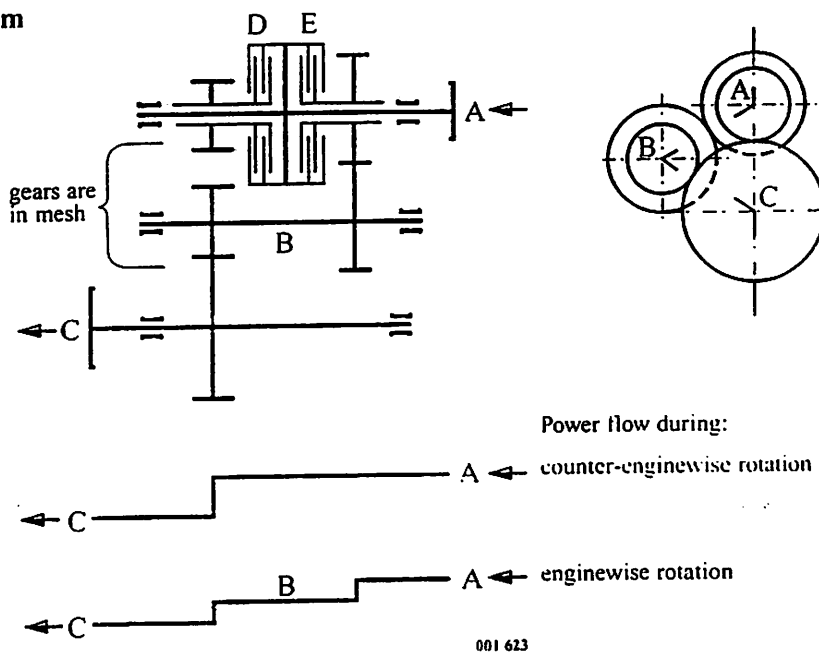 m
D E
A
gears are
in mesh
B
C
A
B
C
Power flow during:
A counter-enginewise rotation
C
B
A enginewise rotation
C
001 623